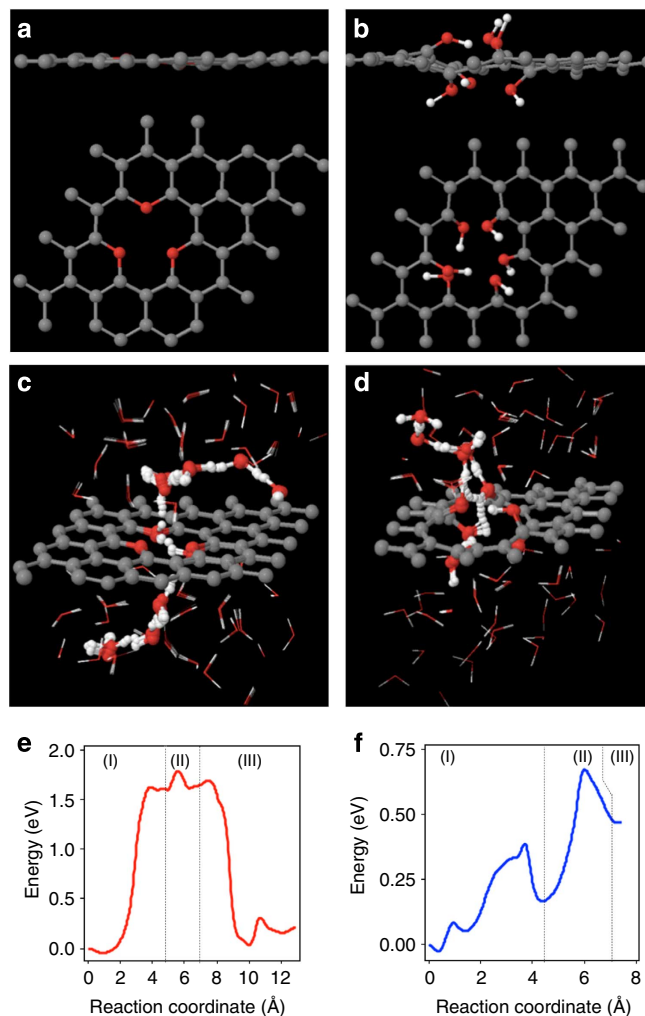 a
b
c
d
e
f
(I)
(II)
(III)
2.0
1.5
1.0
0.5
0.0
Energy (eV)
0
2
4
6
8
10
12
Reaction coordinate (Å)
(I)
(II)
(III)
0.75
0.50
0.25
0.00
Energy (eV)
0
2
4
6
8
Reaction coordinate (Å)